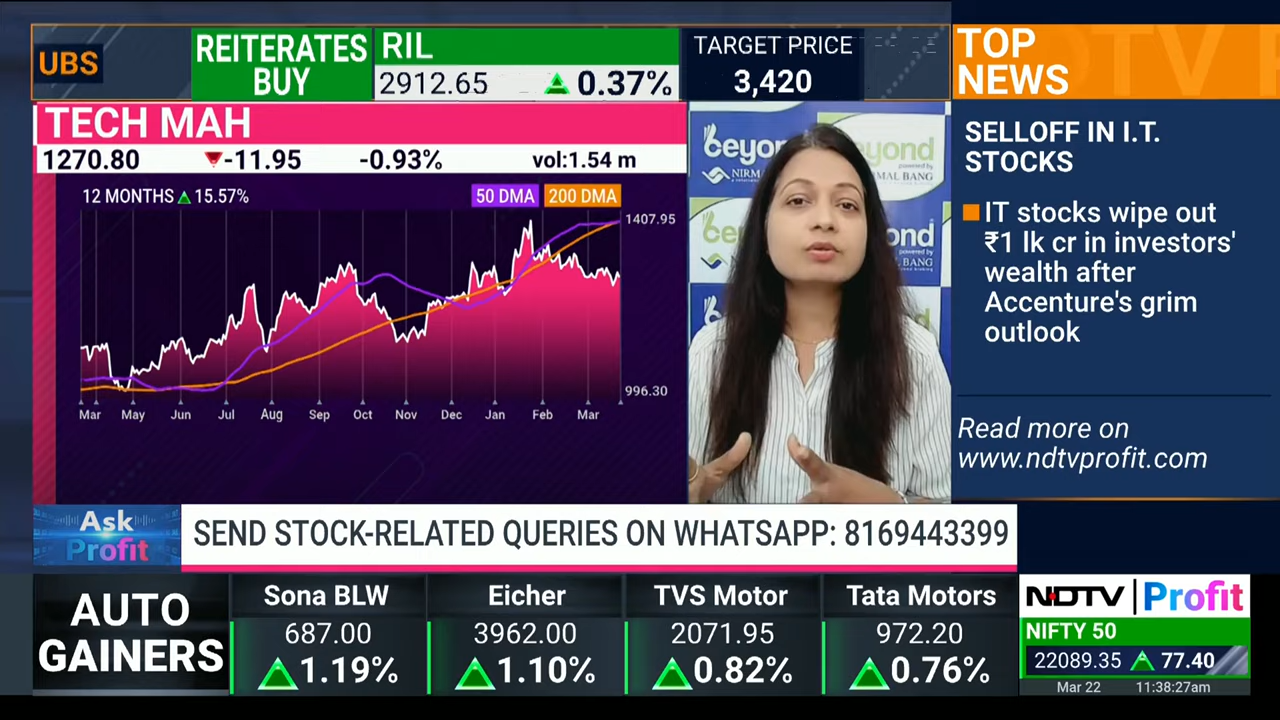 UBS
REITERATES
BUY
RIL
2912.65 ▲ 0.37%
TARGET PRICE
3,420
TOP
NEWS
TECH MAH
1270.80 ▼-11.95 -0.93% vol:1.54 m
12 MONTHS ▲ 15.57%
50 DMA 200 DMA
1407.95
996.30
Mar May Jun Jul Aug Sep Oct Nov Dec Jan Feb Mar
beyond
powered by
NIRMAL BANG
SELLOFF IN I.T.
STOCKS
IT stocks wipe out
₹1 lk cr in investors'
wealth after
Accenture's grim
outlook
Read more on
www.ndtvprofit.com
Ask
Profit
SEND STOCK-RELATED QUERIES ON WHATSAPP: 8169443399
AUTO
GAINERS
Sona BLW
687.00
▲1.19%
Eicher
3962.00
▲1.10%
TVS Motor
2071.95
▲0.82%
Tata Motors
972.20
▲0.76%
NDTV Profit
NIFTY 50
22089.35 ▲ 77.40
Mar 22 11:38:27am